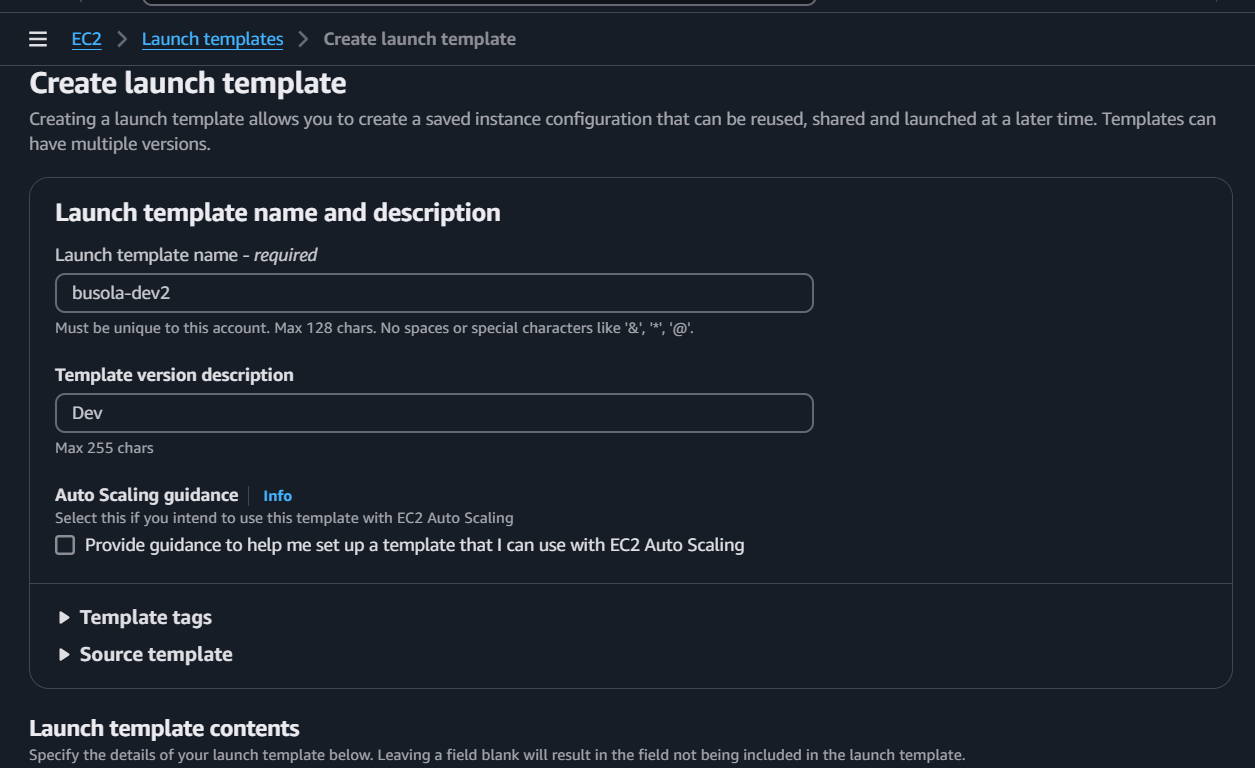 EC2 > Launch templates > Create launch template
Create launch template
Creating a launch template allows you to create a saved instance configuration that can be reused, shared and launched at a later time. Templates can
have multiple versions.
Launch template name and description
Launch template name - required
busola-dev2
Must be unique to this account. Max 128 chars. No spaces or special characters like '&', '*', '@'.
Template version description
Dev
Max 255 chars
Auto Scaling guidance Info
Select this if you intend to use this template with EC2 Auto Scaling
Provide guidance to help me set up a template that I can use with EC2 Auto Scaling
Template tags
Source template
Launch template contents
Specify the details of your launch template below. Leaving a field blank will result in the field not being included in the launch template.